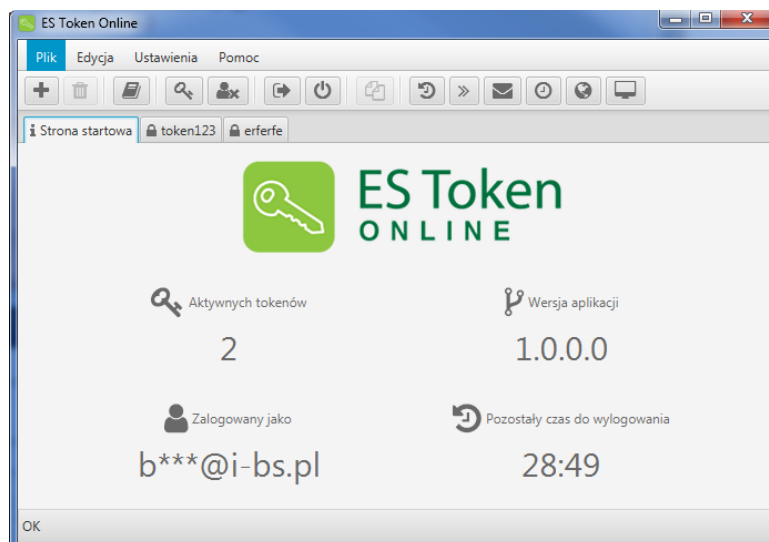 ES Token Online
Plik Edycja Ustawienia Pomoc
Strona startowa token123 erferfe
ES Token
ONLINE
Aktywnych tokenów Wersja aplikacji
2 1.0.0.0
Zalogowany jako Pozostały czas do wylogowania
b***@i-bs.pl 28:49
OK